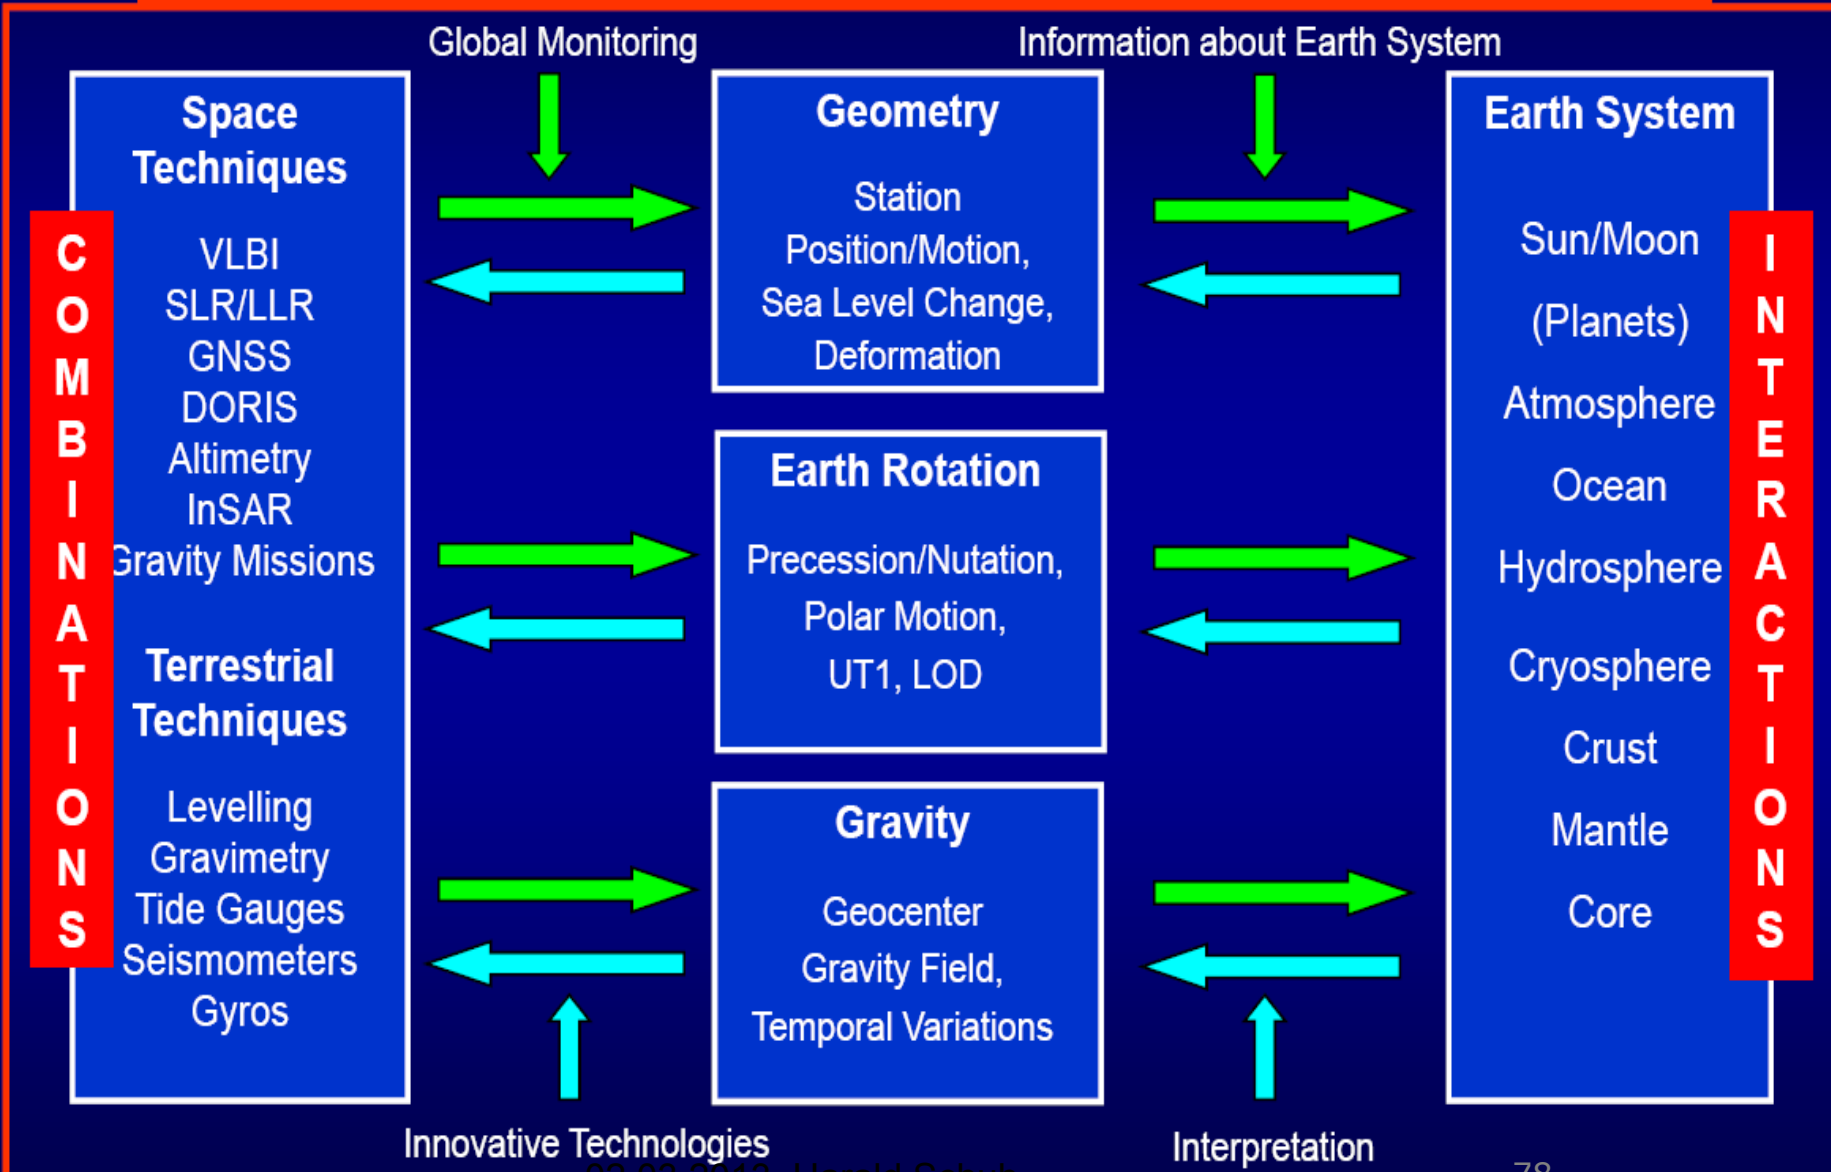 Global Monitoring
Information about Earth System
COMBINATIONS
Space
Techniques
VLBI
SLR/LLR
GNSS
DORIS
Altimetry
InSAR
Gravity Missions
Terrestrial
Techniques
Levelling
Gravimetry
Tide Gauges
Seismometers
Gyros
Geometry
Station
Position/Motion,
Sea Level Change,
Deformation
Earth Rotation
Precession/Nutation,
Polar Motion,
UT1, LOD
Gravity
Geocenter
Gravity Field,
Temporal Variations
Earth System
Sun/Moon
(Planets)
Atmosphere
Ocean
Hydrosphere
Cryosphere
Crust
Mantle
Core
INTERACTIONS
Innovative Technologies
Interpretation
78